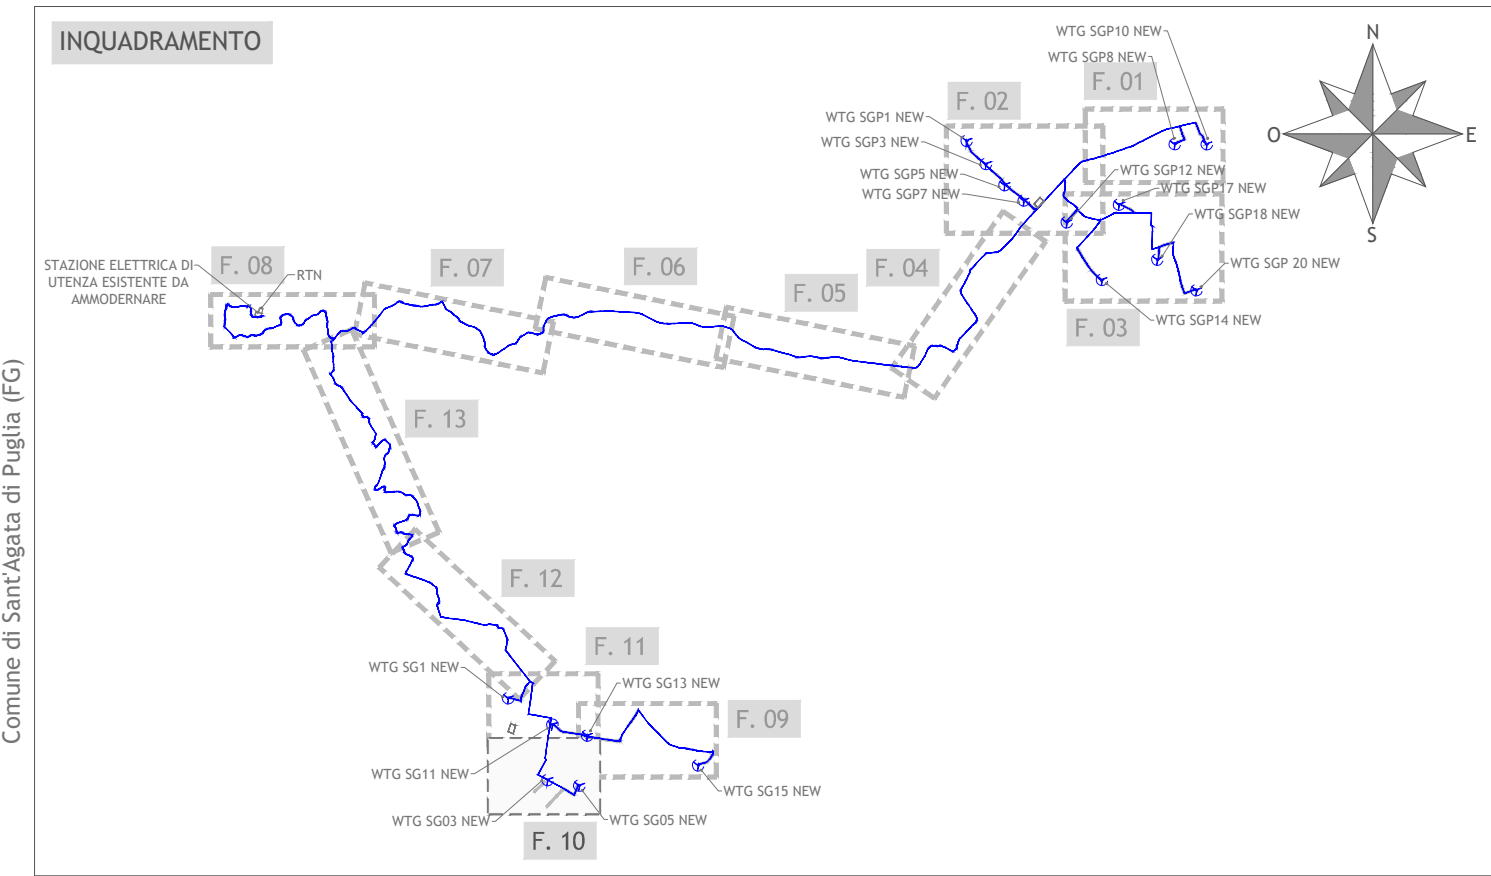 INQUADRAMENTO
WTG SGP10 NEW
WTG SGP8 NEW
F. 01
F. 02
WTG SGP1 NEW
WTG SGP3 NEW
WTG SGP5 NEW
WTG SGP7 NEW
WTG SGP12 NEW
WTG SGP17 NEW
WTG SGP18 NEW
WTG SGP 20 NEW
WTG SGP14 NEW
F. 03
N
O
E
S
F. 04
F. 05
F. 06
F. 07
F. 08
STAZIONE ELETTRICA DI
UTENZA ESISTENTE DA
AMMODERNARE
RTN
F. 13
F. 12
F. 11
WTG SG1 NEW
WTG SG13 NEW
F. 09
WTG SG11 NEW
WTG SG15 NEW
WTG SG03 NEW
WTG SG05 NEW
F. 10
Comune di Sant'Agata di Puglia (FG)